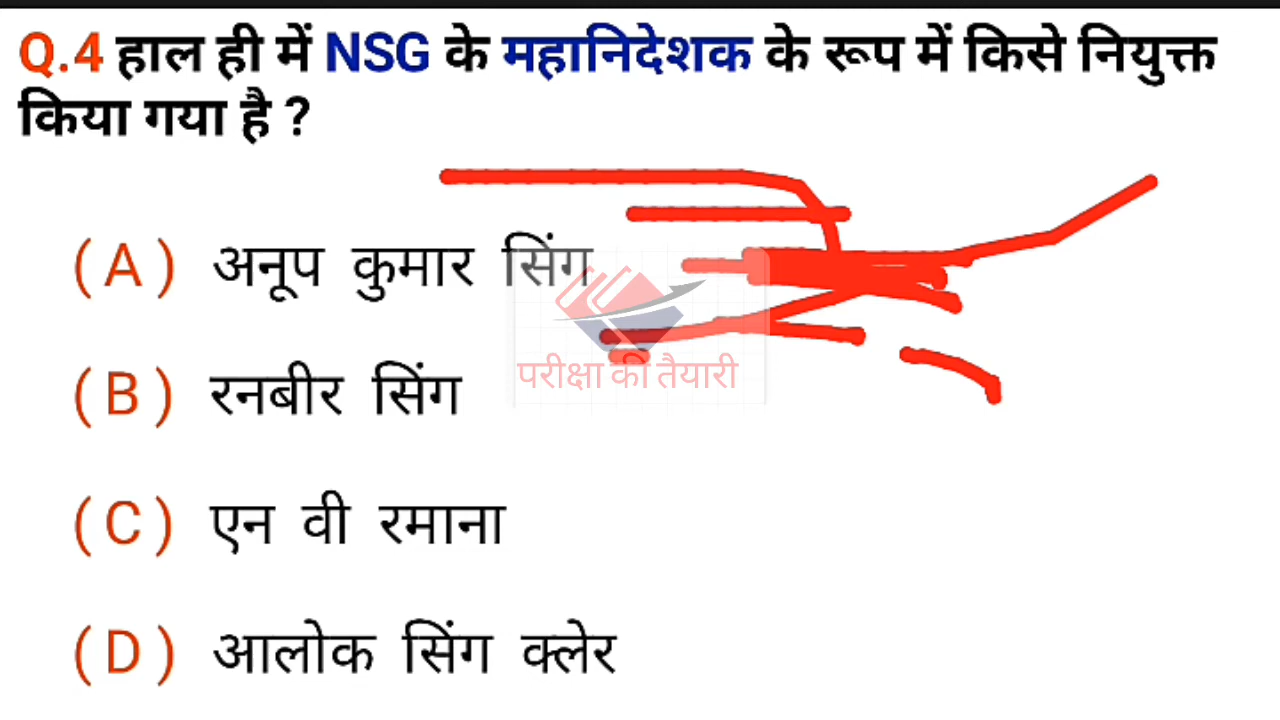 Q.4 हाल ही में NSG के महानिदेशक के रूप में किसे नियुक्त
किया गया है ?
(A) अनूप कुमार सिंग
परीक्षा की तैयारी
(B) रनबीर सिंग
(C) एन वी रमाना
(D) आलोक सिंग क्लेर